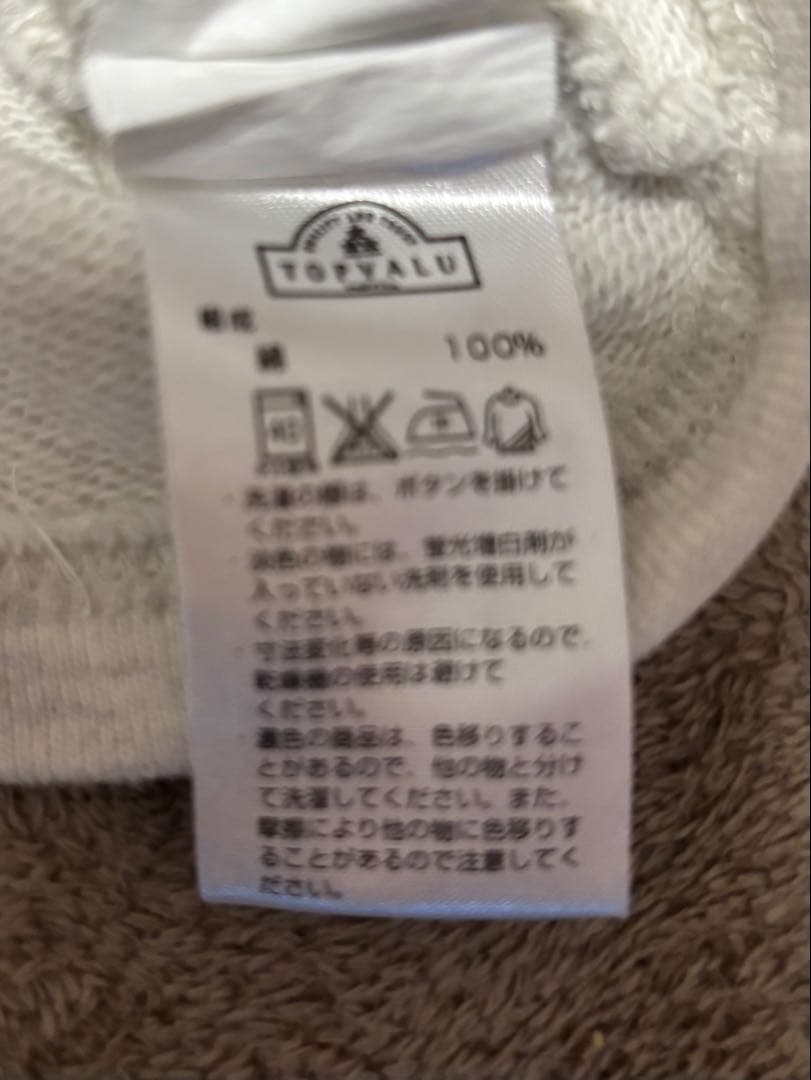 QUALITY AND TRUST
TOPVALU
組成
綿 100%
・洗濯の際は、ボタンを掛けて
ください。
・淡色の物には、蛍光増白剤が
入っていない洗剤を使用して
ください。
・寸法変化等の原因になるので、
乾燥機の使用は避けて
ください。
・濃色の商品は、色移りするこ
とがあるので、他の物と分け
て洗濯してください。また、
摩擦により他の物に色移りす
ることがあるので注意してく
ださい。